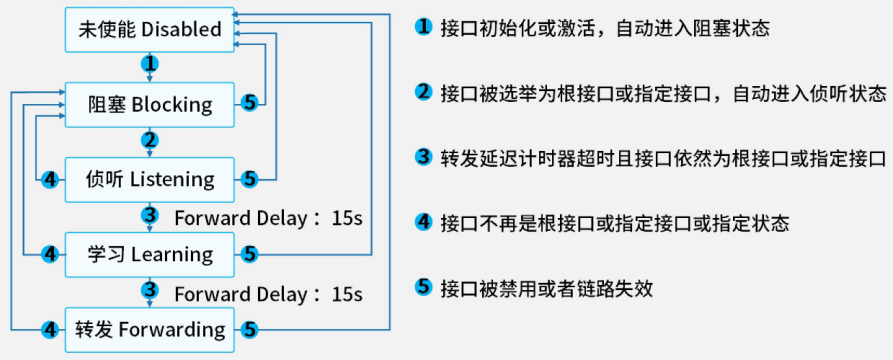 未使能 Disabled
1
阻塞 Blocking
5
2
侦听 Listening
4
5
3
Forward Delay： 15s
学习 Learning
4
5
3
Forward Delay： 15s
转发 Forwarding
4
5
1 接口初始化或激活，自动进入阻塞状态
2 接口被选举为根接口或指定接口，自动进入侦听状态
3 转发延迟计时器超时且接口依然为根接口或指定接口
4 接口不再是根接口或指定接口或指定状态
5 接口被禁用或者链路失效